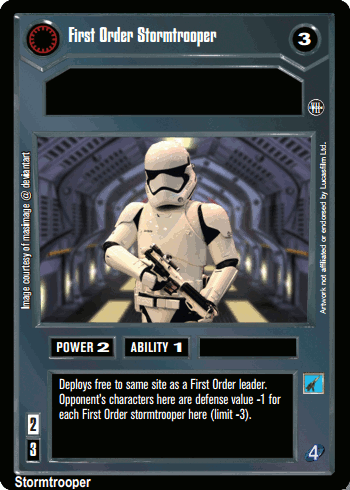 First Order Stormtrooper
3
Image courtesy of masimage @ deviantart
Artwork not affiliated or endorsed by Lucasfilm Ltd.
POWER 2
ABILITY 1
Deploys free to same site as a First Order leader.
Opponent's characters here are defense value -1 for
each First Order stormtrooper here (limit -3).
2
3
4
Stormtrooper